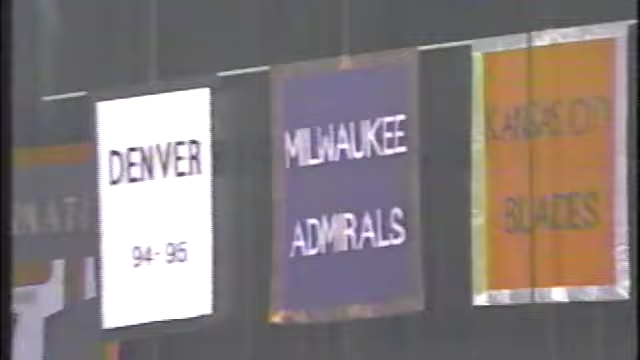 DENVER
94-95
MILWAUKEE
ADMIRALS
KANSAS CITY
BLADES